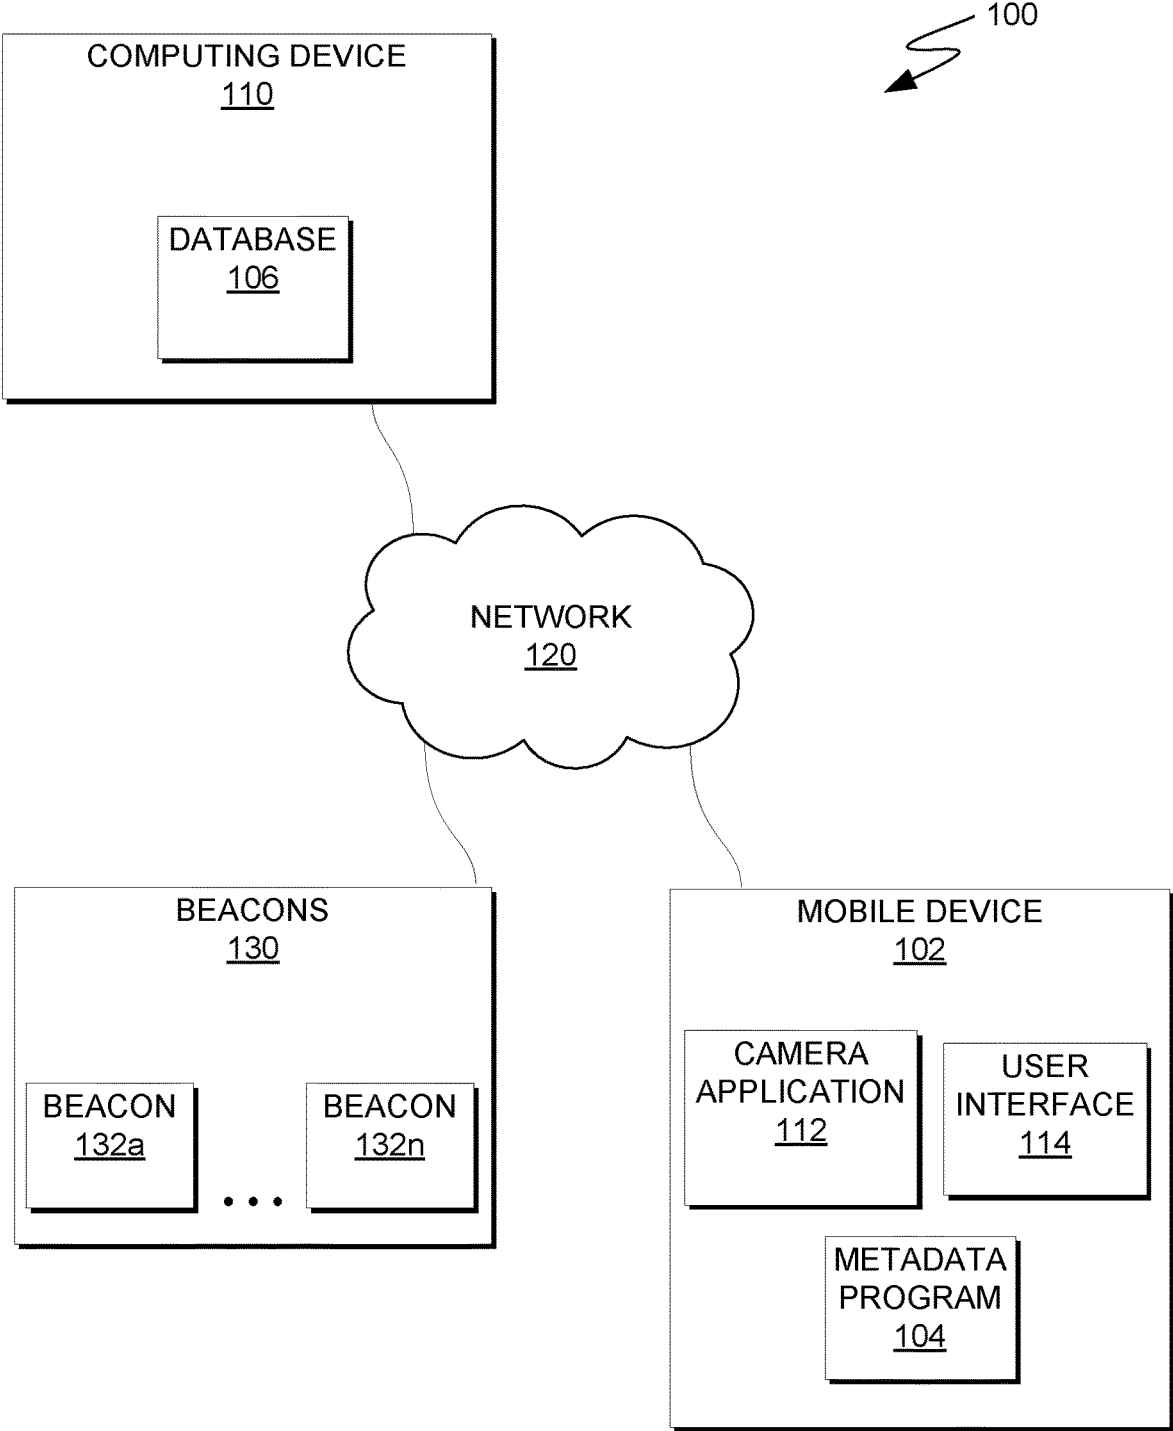 100
COMPUTING DEVICE
110
DATABASE
106
NETWORK
120
BEACONS
130
BEACON
132a
BEACON
132n
MOBILE DEVICE
102
CAMERA
APPLICATION
112
USER
INTERFACE
114
METADATA
PROGRAM
104